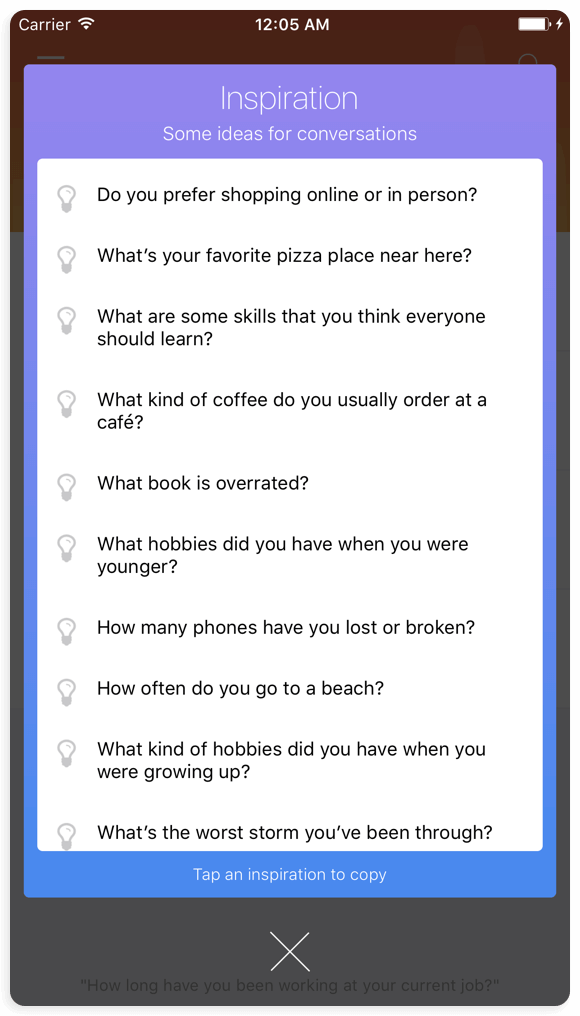 Carrier 12:05 AM
Inspiration
Some ideas for conversations
Do you prefer shopping online or in person?
What’s your favorite pizza place near here?
What are some skills that you think everyone
should learn?
What kind of coffee do you usually order at a
café?
What book is overrated?
What hobbies did you have when you were
younger?
How many phones have you lost or broken?
How often do you go to a beach?
What kind of hobbies did you have when you
were growing up?
What’s the worst storm you’ve been through?
Tap an inspiration to copy
"How long have you been working at your current job?"